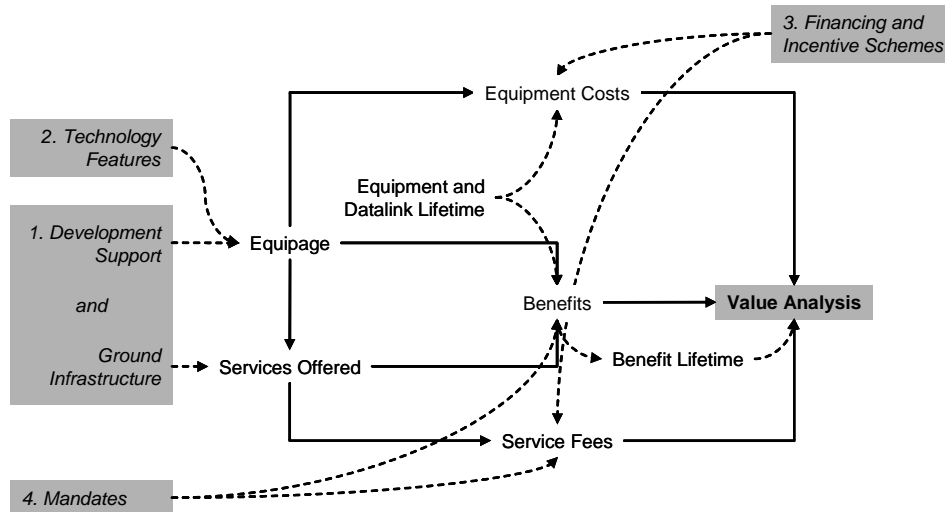 3. Financing and
Incentive Schemes
Equipment Costs
2. Technology
Features
Equipment and
Datalink Lifetime
1. Development
Support
and
Ground
Infrastructure
Equipage
Benefits
Value Analysis
Services Offered
Benefit Lifetime
Service Fees
4. Mandates